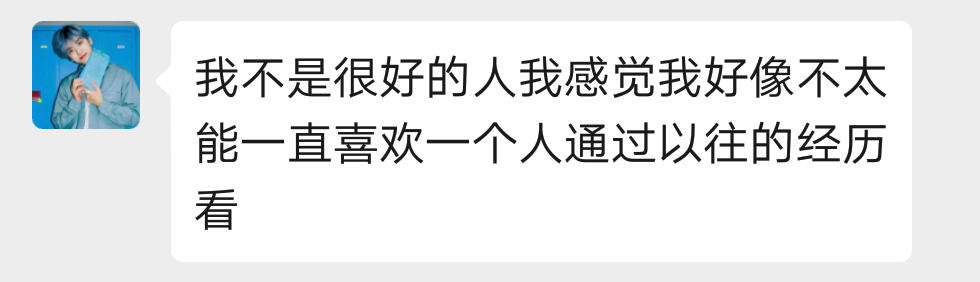 我不是很好的人我感觉我好像不太
能一直喜欢一个人通过以往的经历
看